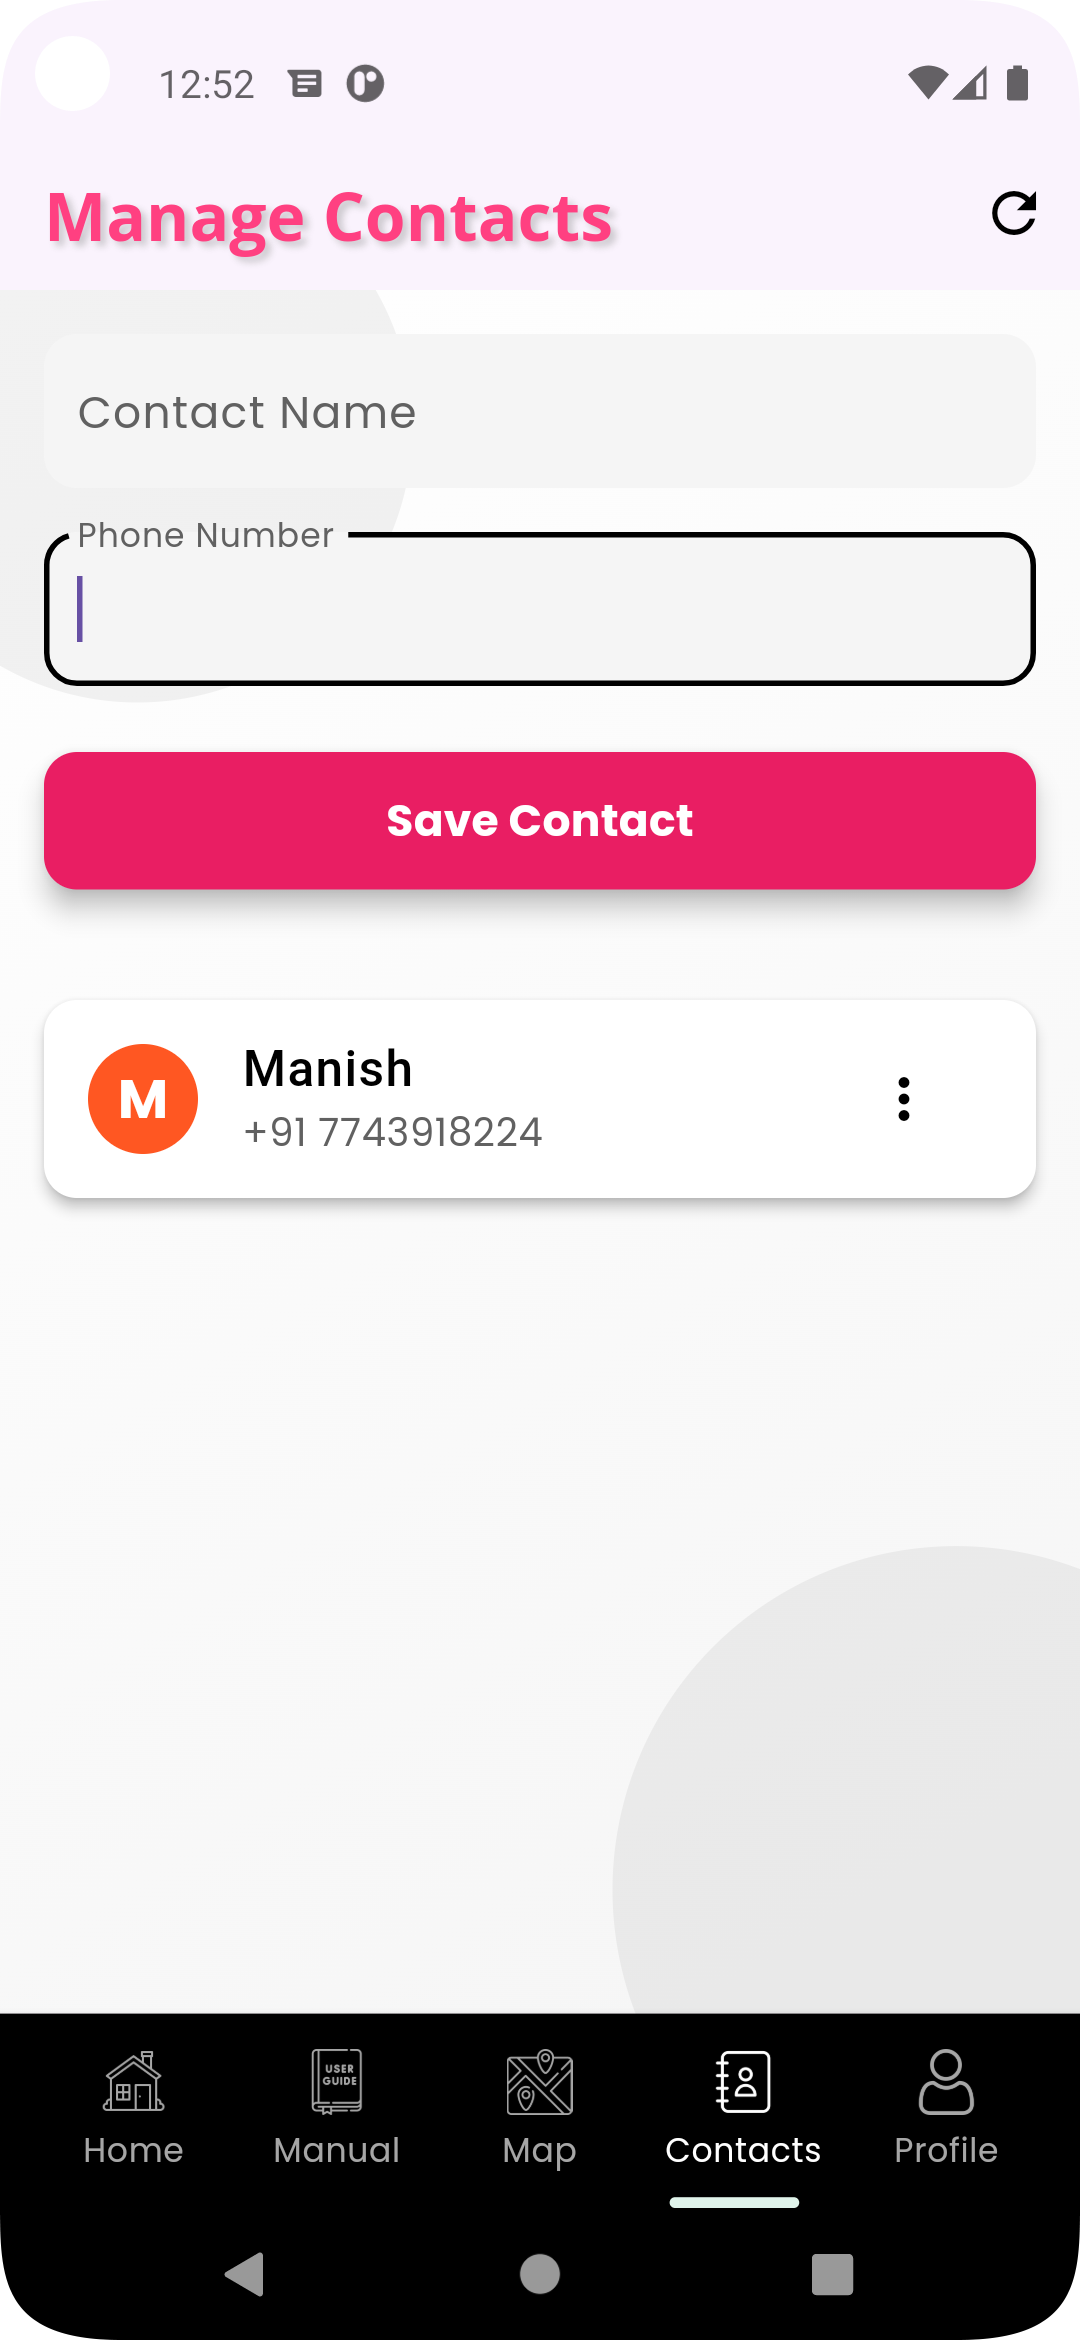 12:52
Manage Contacts
Contact Name
Phone Number
Save Contact
M
Manish
+91 7743918224
USER
GUIDE
Home
Manual
Map
Contacts
Profile